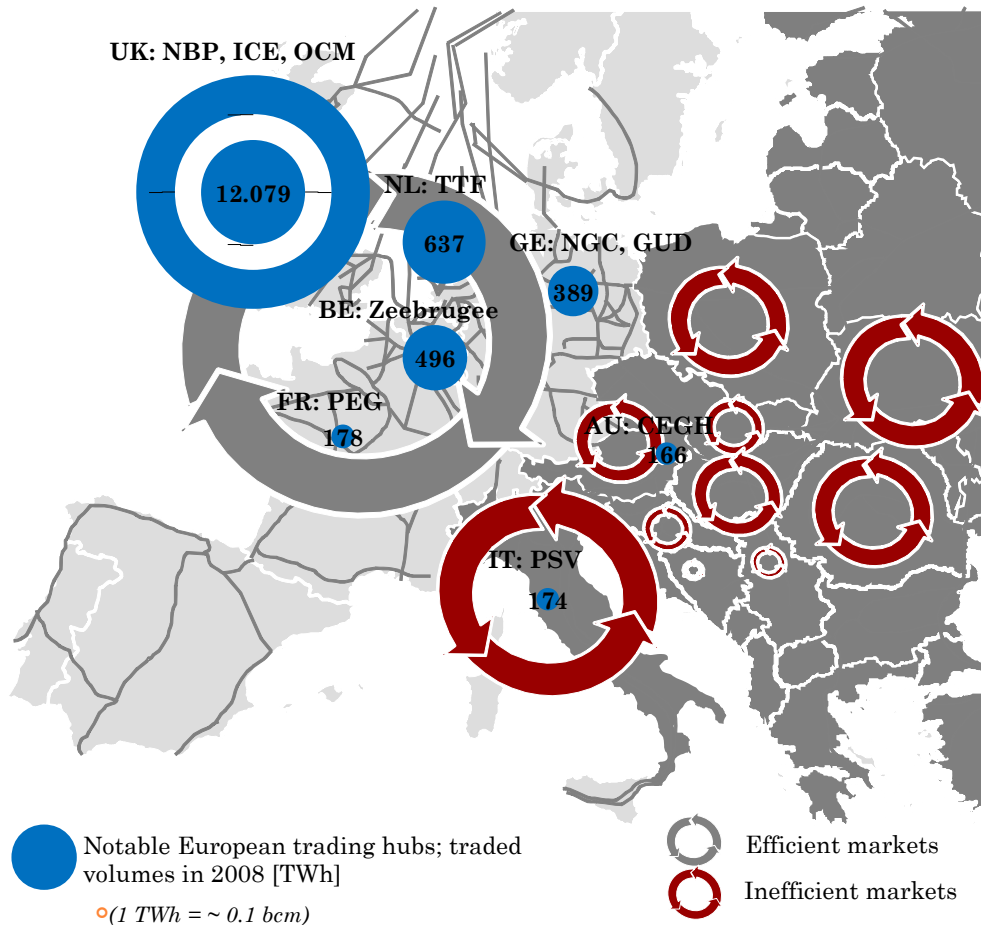 UK: NBP, ICE, OCM
12.079
NL: TTF
637
GE: NGC, GUD
389
BE: Zeebrugee
496
FR: PEG
178
AU: CEGH
166
IT: PSV
174
Notable European trading hubs; traded
volumes in 2008 [TWh]
(1 TWh = ~ 0.1 bcm)
Efficient markets
Inefficient markets